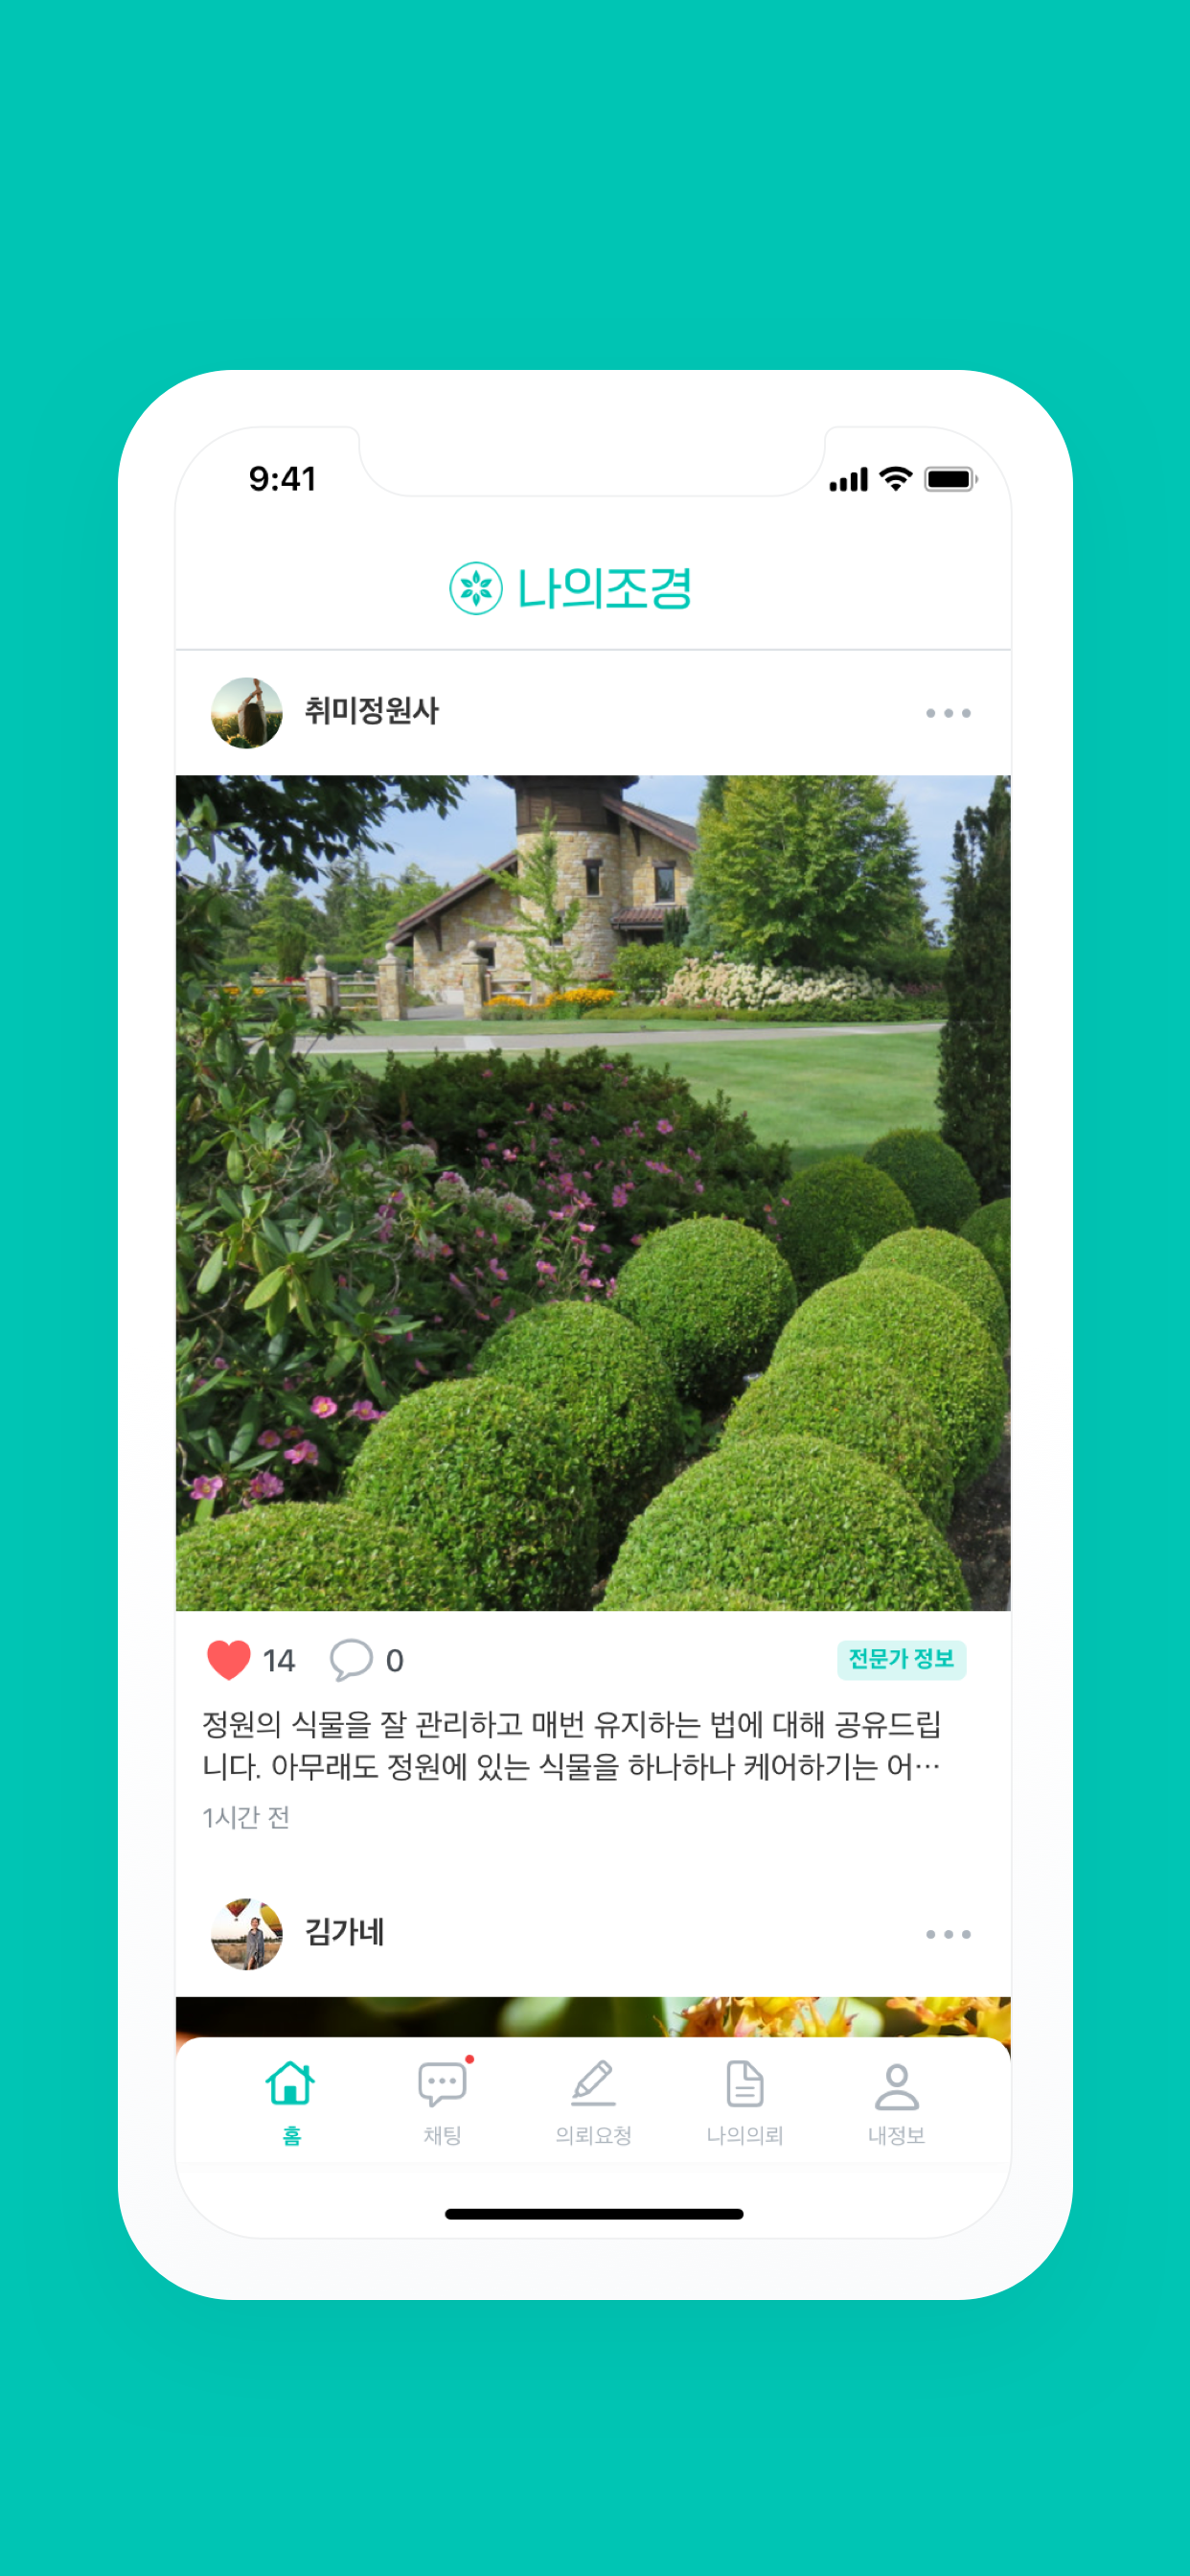 9:41
나의조경
취미정원사
14
0
전문가 정보
정원의 식물을 잘 관리하고 매번 유지하는 법에 대해 공유드립
니다. 아무래도 정원에 있는 식물을 하나하나 케어하기는 어…
1시간 전
김가네
홈
채팅
의뢰요청
나의의뢰
내정보